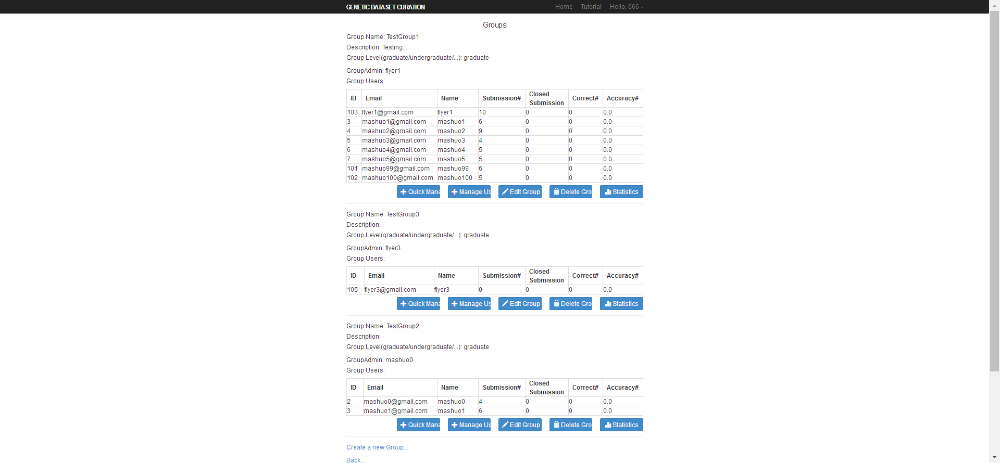 GENETIC DATASET CURATION Home Tutorial Hello, 666
Groups
Group Name: TestGroup1
Description: Testing...
Group Level(graduate/undergraduate/...): graduate
GroupAdmin: flyer1
Group Users:
ID Email Name Submission# Closed Submission Correct# Accuracy#
103 flyer1@gmail.com flyer1 10 0 0 0.0
3 mashuo1@gmail.com mashuo1 6 0 0 0.0
4 mashuo2@gmail.com mashuo2 9 0 0 0.0
5 mashuo3@gmail.com mashuo3 4 0 0 0.0
6 mashuo4@gmail.com mashuo4 5 0 0 0.0
7 mashuo5@gmail.com mashuo5 5 0 0 0.0
101 mashuo99@gmail.com mashuo99 6 0 0 0.0
102 mashuo100@gmail.com mashuo100 5 0 0 0.0
Quick Mana Manage Us Edit Group Delete Gro Statistics
Group Name: TestGroup3
Description:
Group Level(graduate/undergraduate/...): graduate
GroupAdmin: flyer3
Group Users:
ID Email Name Submission# Closed Submission Correct# Accuracy#
105 flyer3@gmail.com flyer3 0 0 0 0.0
Quick Mana Manage Us Edit Group Delete Gro Statistics
Group Name: TestGroup2
Description:
Group Level(graduate/undergraduate/...): graduate
GroupAdmin: mashuo0
Group Users:
ID Email Name Submission# Closed Submission Correct# Accuracy#
2 mashuo0@gmail.com mashuo0 4 0 0 0.0
3 mashuo1@gmail.com mashuo1 6 0 0 0.0
Quick Mana Manage Us Edit Group Delete Gro Statistics
Create a new Group...
Back...